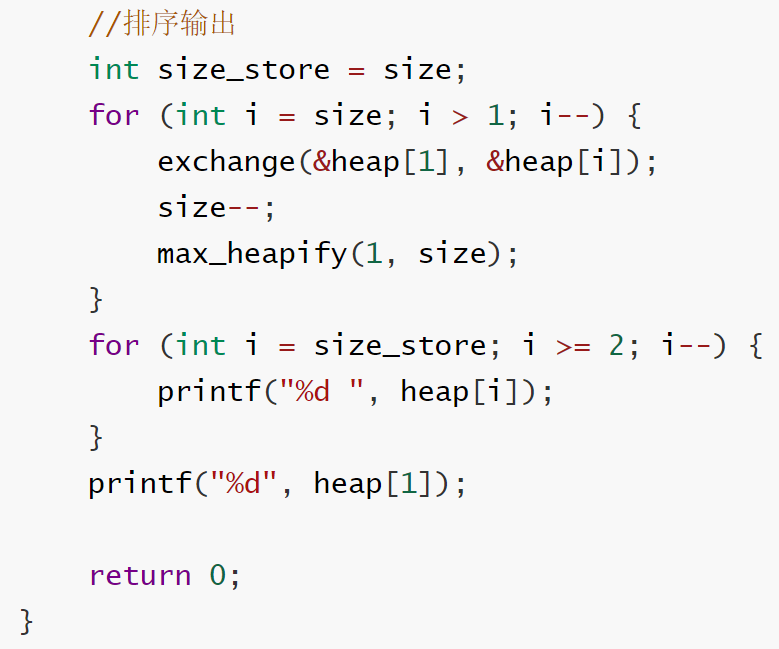 //排序输出
int size_store = size;
for (int i = size; i > 1; i--) {
exchange(&heap[1], &heap[i]);
size--;
max_heapify(1, size);
}
for (int i = size_store; i >= 2; i--) {
printf("%d ", heap[i]);
}
printf("%d", heap[1]);
return 0;
}